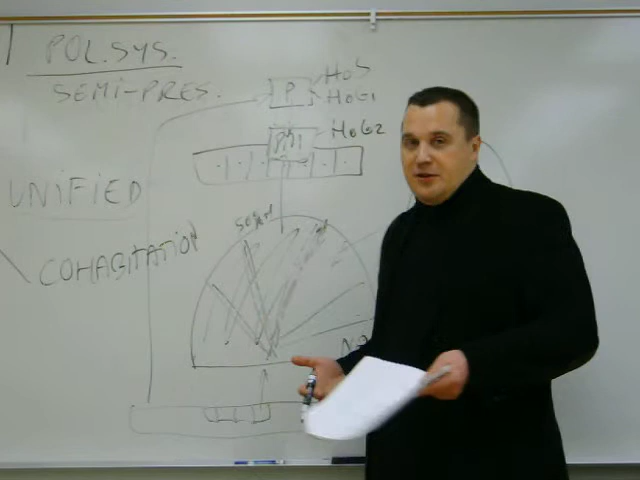 POL.SYS.
SEMI-PRES.
P
HoS
HoG1
PM
HoG2
UNIFIED
COHABITATION